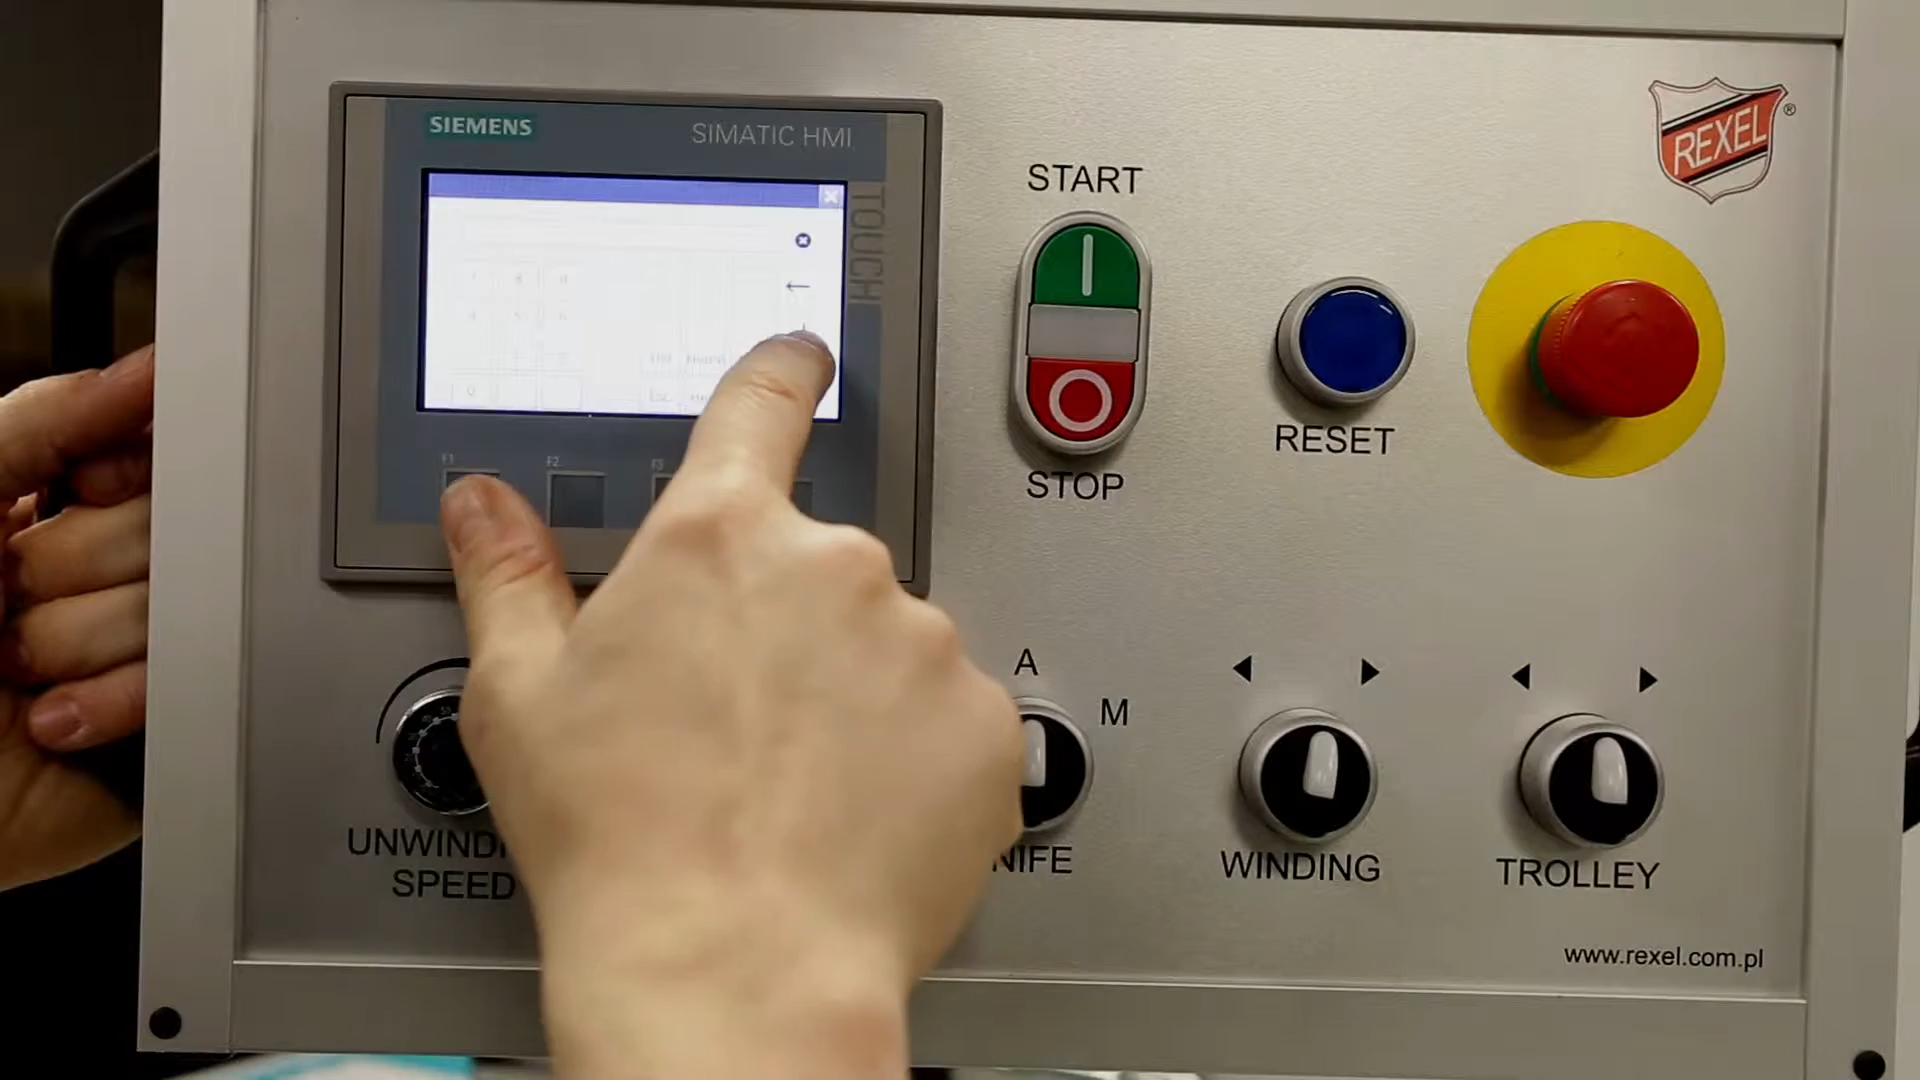 SIEMENS
SIMATIC HMI
TOUCH
F1
F2
F3
START
STOP
RESET
REXEL®
A
M
UNWINDI
SPEED
NIFE
WINDING
TROLLEY
www.rexel.com.pl